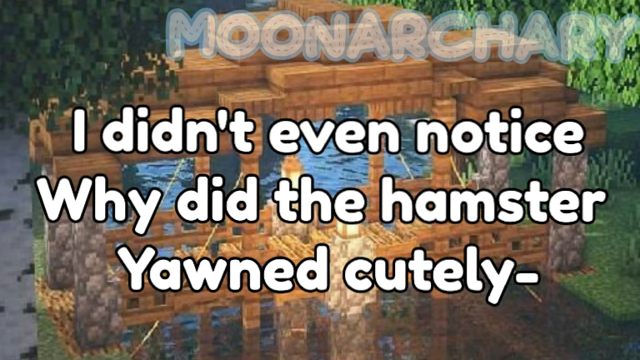 MOONARCHARY
I didn't even notice
Why did the hamster
Yawned cutely-